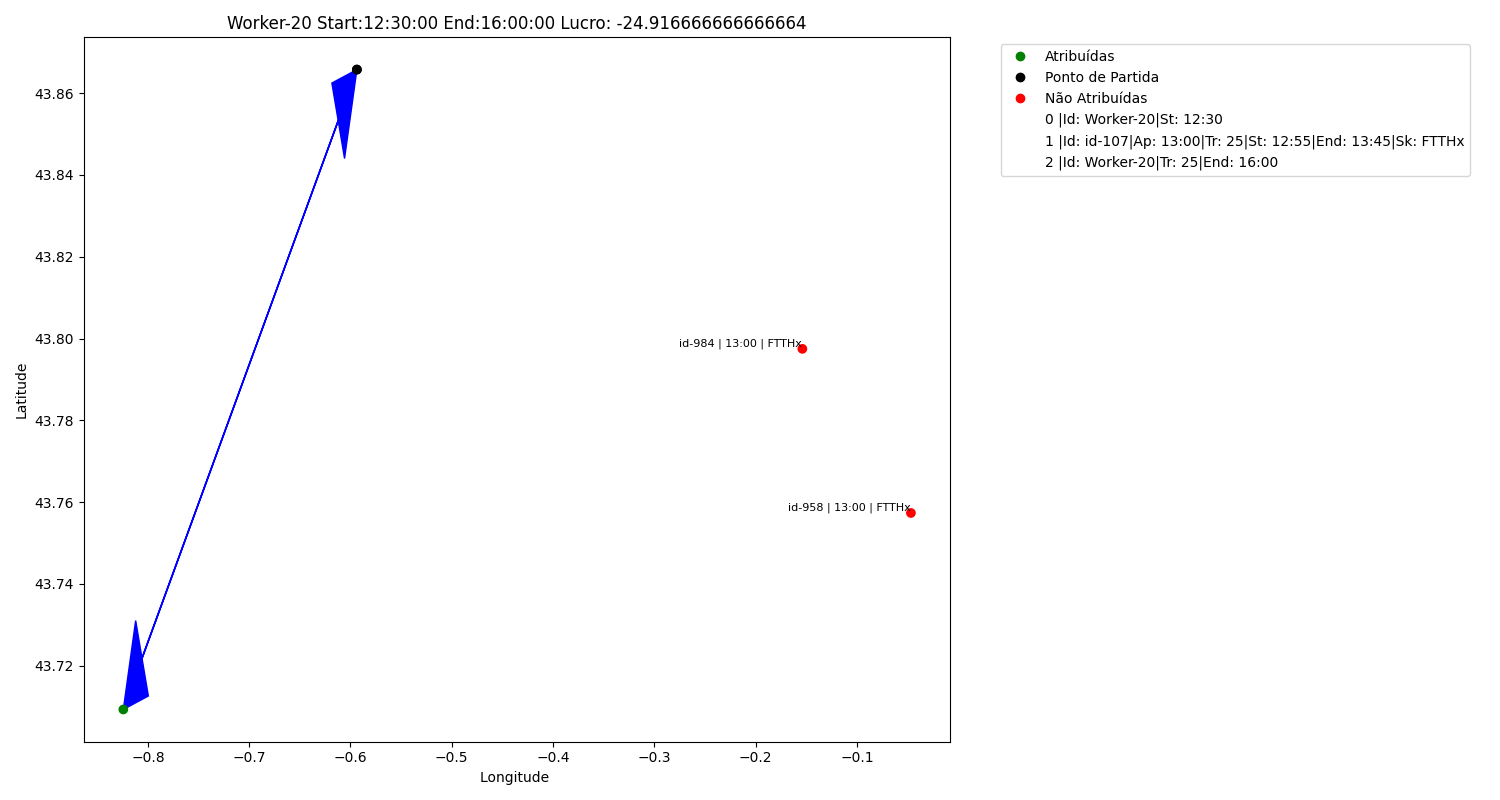 Worker-20 Start:12:30:00 End:16:00:00 Lucro: -24.916666666666664
Atribuídas
Ponto de Partida
Não Atribuídas
0 |Id: Worker-20|St: 12:30
1 |Id: id-107|Ap: 13:00|Tr: 25|St: 12:55|End: 13:45|Sk: FTTHx
2 |Id: Worker-20|Tr: 25|End: 16:00
43.86
43.84
43.82
43.80
43.78
43.76
43.74
43.72
Latitude
id-984 | 13:00 | FTTHx
id-958 | 13:00 | FTTHx
−0.8
−0.7
−0.6
−0.5
−0.4
−0.3
−0.2
−0.1
Longitude